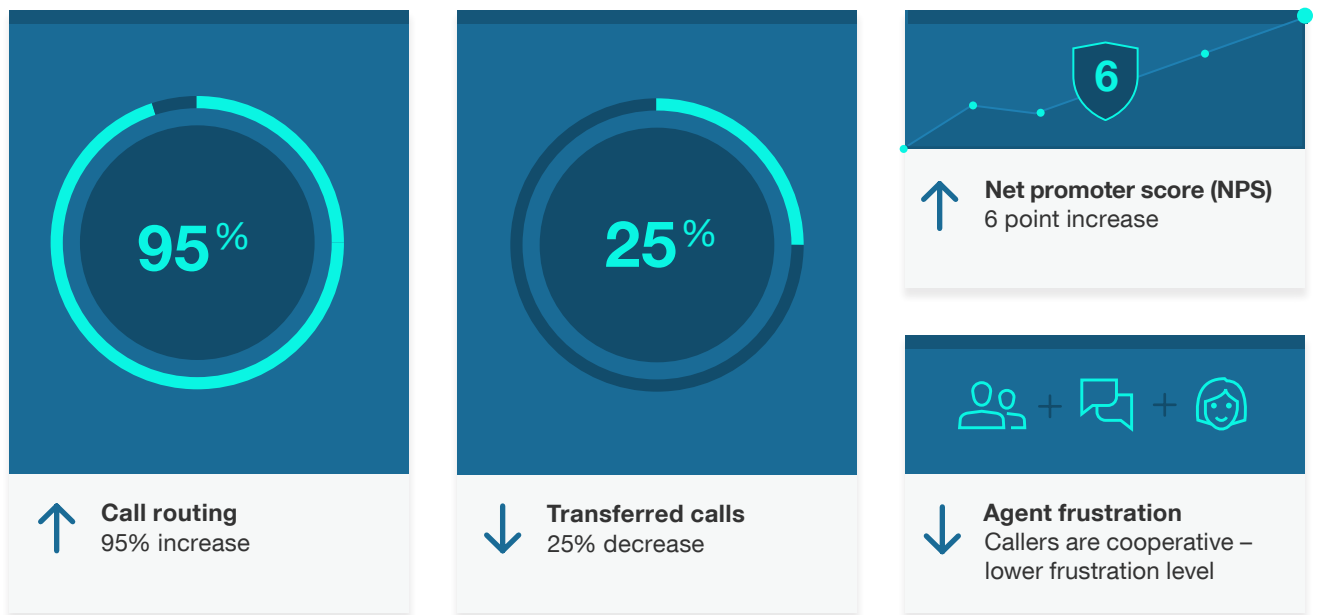 95%
Call routing
95% increase
25%
Transferred calls
25% decrease
6
Net promoter score (NPS)
6 point increase
Agent frustration
Callers are cooperative –
lower frustration level